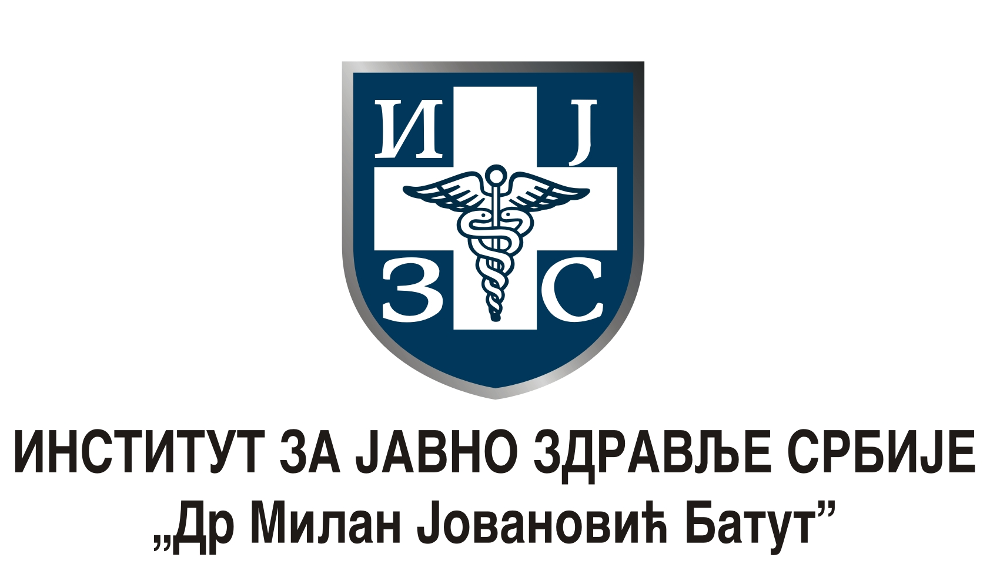 И Ј
З С
ИНСТИТУТ ЗА ЈАВНО ЗДРАВЉЕ СРБИЈЕ
„Др Милан Јовановић Батут”